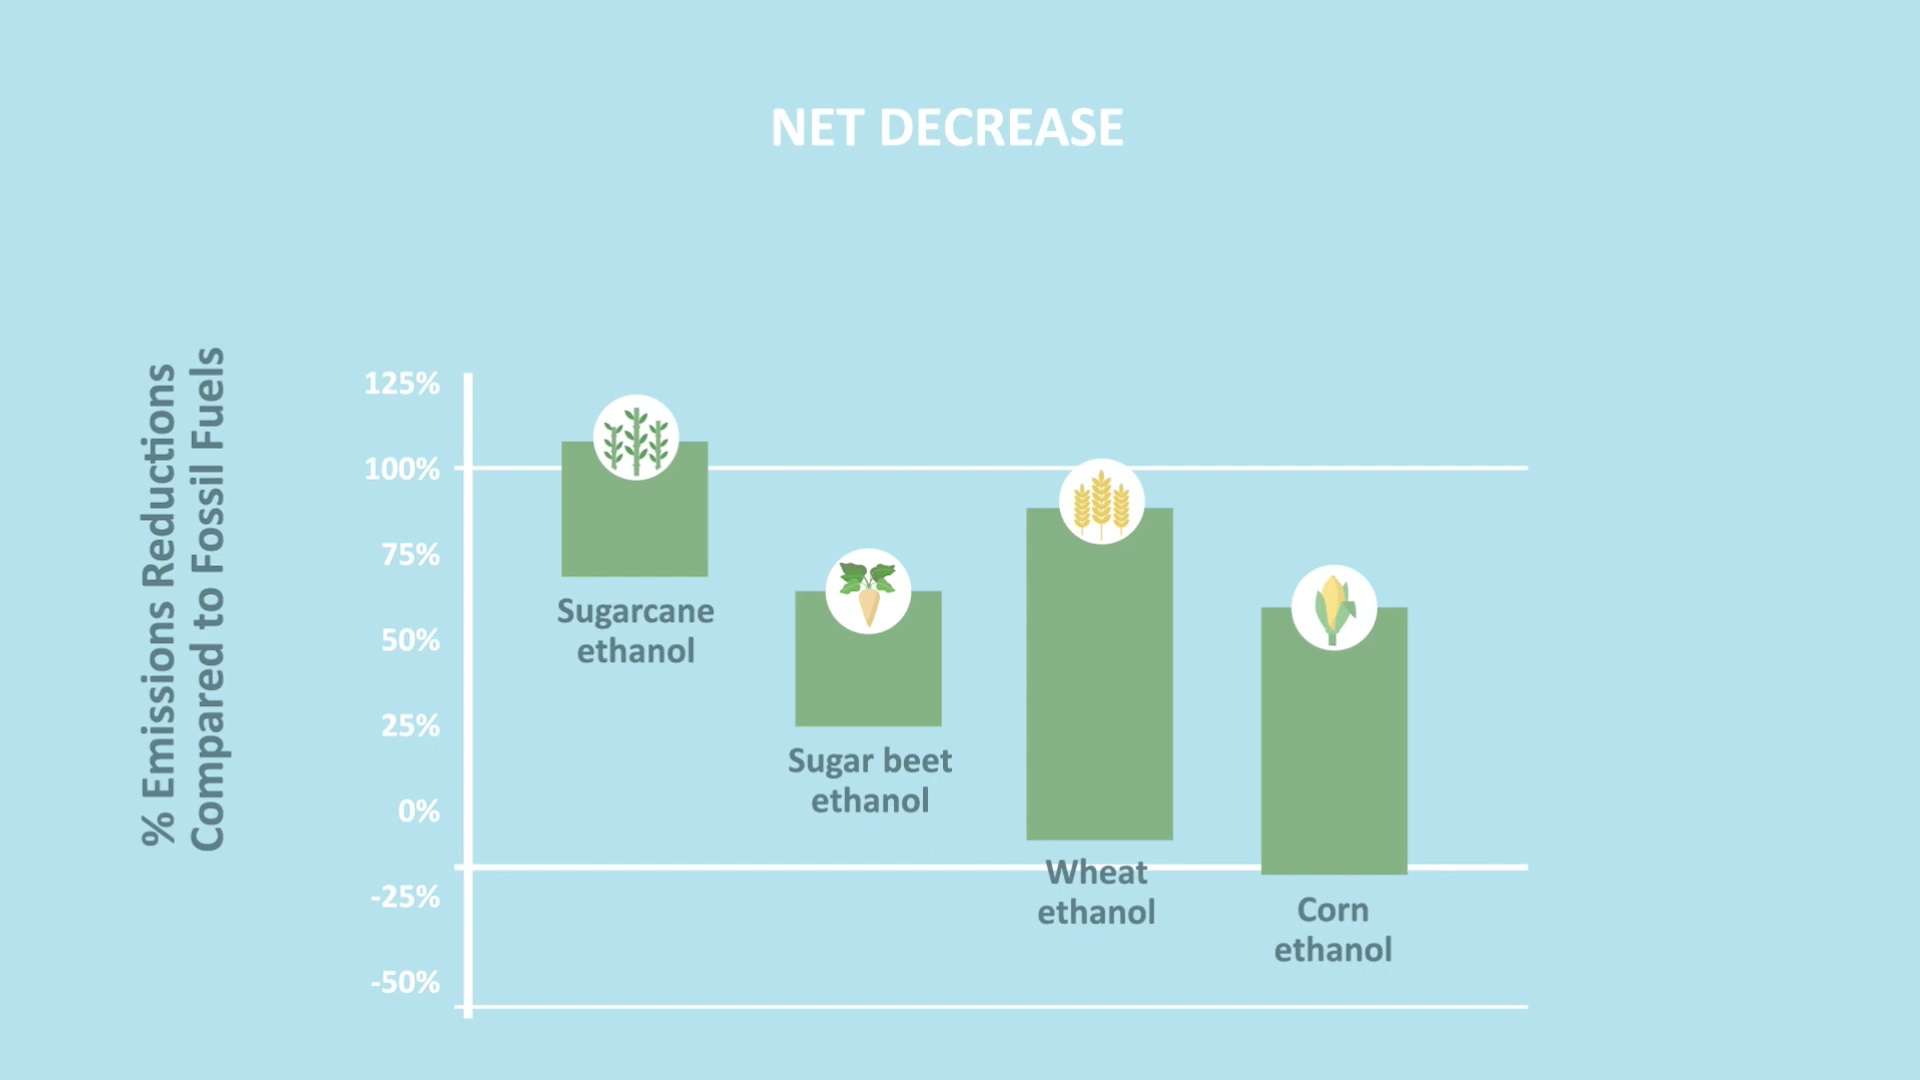 NET DECREASE
% Emissions Reductions
Compared to Fossil Fuels
125%
100%
75%
50%
25%
0%
-25%
-50%
Sugarcane
ethanol
Sugar beet
ethanol
Wheat
ethanol
Corn
ethanol